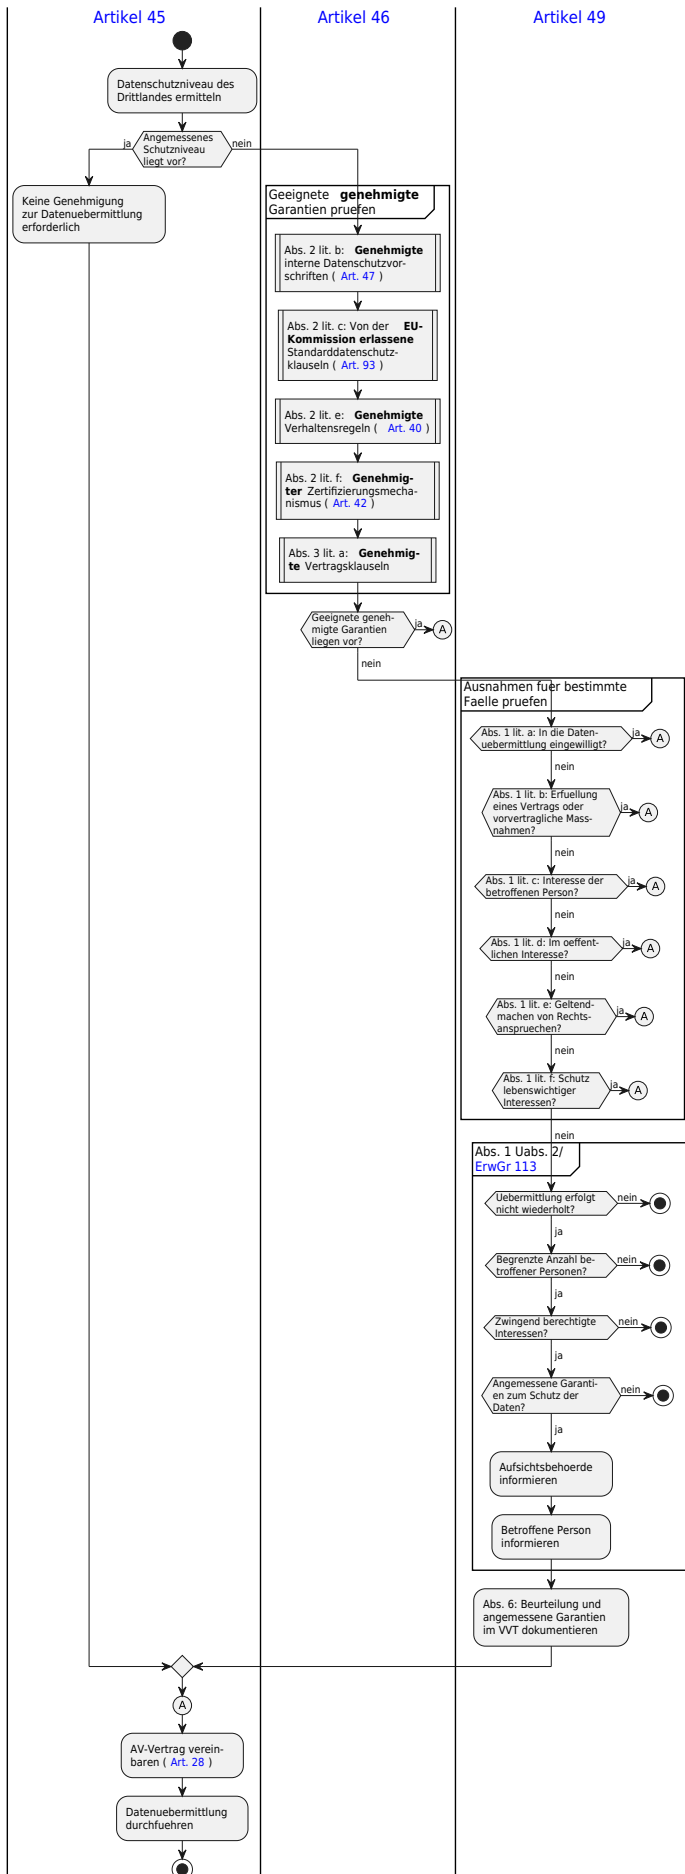 Artikel 45
Artikel 46
Artikel 49
Datenschutzniveau des
Drittlandes ermitteln
Angemessenes
Schutzniveau
liegt vor?
ja
nein
Keine Genehmigung
zur Datenuebermittlung
erforderlich
Geeignete genehmigte
Garantien pruefen
Abs. 2 lit. b: Genehmigte
interne Datenschutzvor-
schriften ( Art. 47 )
Abs. 2 lit. c: Von der EU-
Kommission erlassene
Standarddatenschutz-
klauseln ( Art. 93 )
Abs. 2 lit. e: Genehmigte
Verhaltensregeln ( Art. 40 )
Abs. 2 lit. f: Genehmig-
ter Zertifizierungsmecha-
nismus ( Art. 42 )
Abs. 3 lit. a: Genehmig-
te Vertragsklauseln
Geeignete geneh-
migte Garantien
liegen vor?
ja
A
nein
Ausnahmen fuer bestimmte
Faelle pruefen
Abs. 1 lit. a: In die Daten-
uebermittlung eingewilligt?
ja
A
nein
Abs. 1 lit. b: Erfuellung
eines Vertrags oder
vorvertragliche Mass-
nahmen?
ja
A
nein
Abs. 1 lit. c: Interesse der
betroffenen Person?
ja
A
nein
Abs. 1 lit. d: Im oeffent-
lichen Interesse?
ja
A
nein
Abs. 1 lit. e: Geltend-
machen von Rechts-
anspruechen?
ja
A
nein
Abs. 1 lit. f: Schutz
lebenswichtiger
Interessen?
ja
A
nein
Abs. 1 Uabs. 2/
ErwGr 113
Uebermittlung erfolgt
nicht wiederholt?
nein
ja
Begrenzte Anzahl be-
troffener Personen?
nein
ja
Zwingend berechtigte
Interessen?
nein
ja
Angemessene Garanti-
en zum Schutz der
Daten?
nein
ja
Aufsichtsbehoerde
informieren
Betroffene Person
informieren
Abs. 6: Beurteilung und
angemessene Garantien
im VVT dokumentieren
A
AV-Vertrag verein-
baren ( Art. 28 )
Datenuebermittlung
durchfuehren